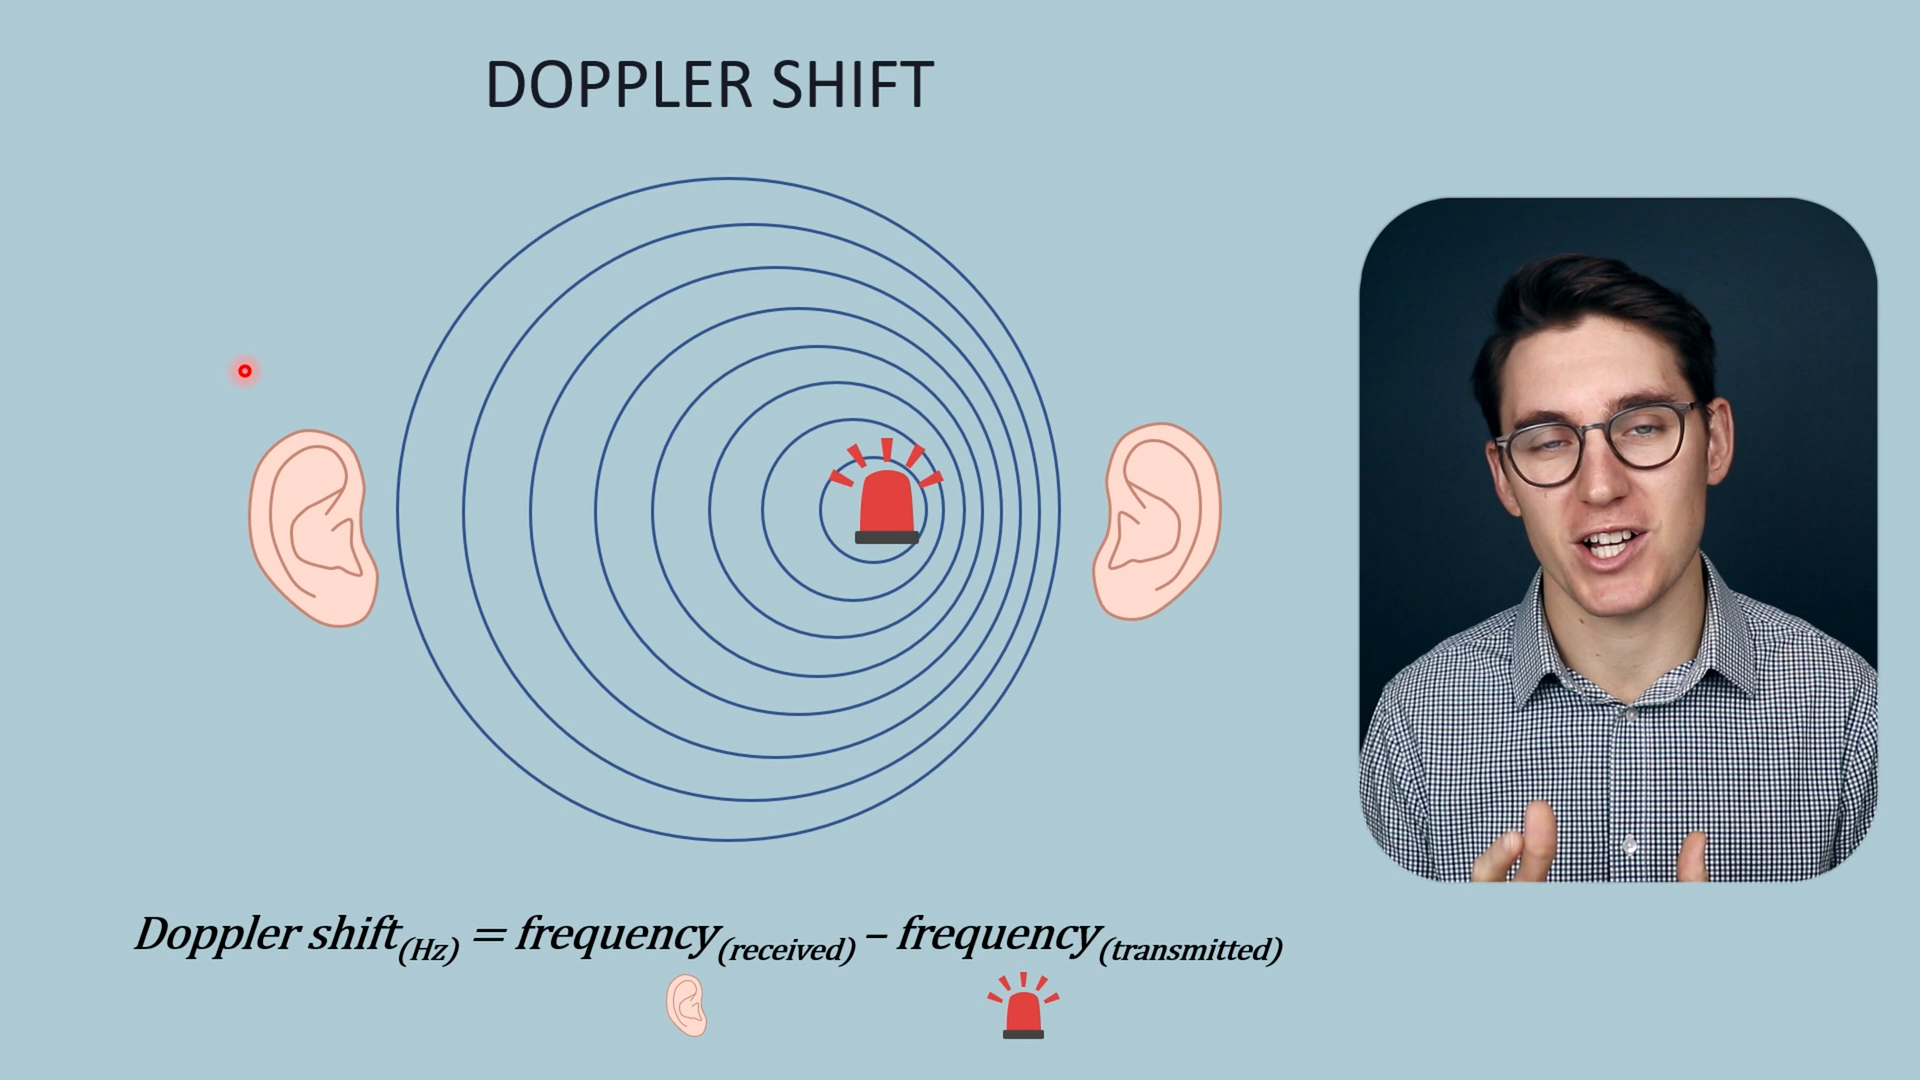 DOPPLER SHIFT
Doppler shift(Hz) = frequency(received) – frequency(transmitted)